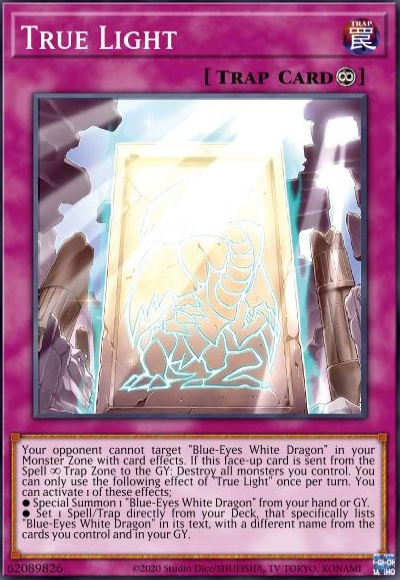 TRUE LIGHT
TRAP
罠
[TRAP CARD∞]
Your opponent cannot target "Blue-Eyes White Dragon" in your
Monster Zone with card effects. If this face-up card is sent from the
Spell & Trap Zone to the GY: Destroy all monsters you control. You
can only use the following effect of "True Light" once per turn. You
can activate 1 of these effects;
● Special Summon 1 "Blue-Eyes White Dragon" from your hand or GY.
● Set 1 Spell/Trap directly from your Deck, that specifically lists
"Blue-Eyes White Dragon" in its text, with a different name from the
cards you control and in your GY.
62089826
©2020 Studio Dice/SHUEISHA, TV TOKYO, KONAMI